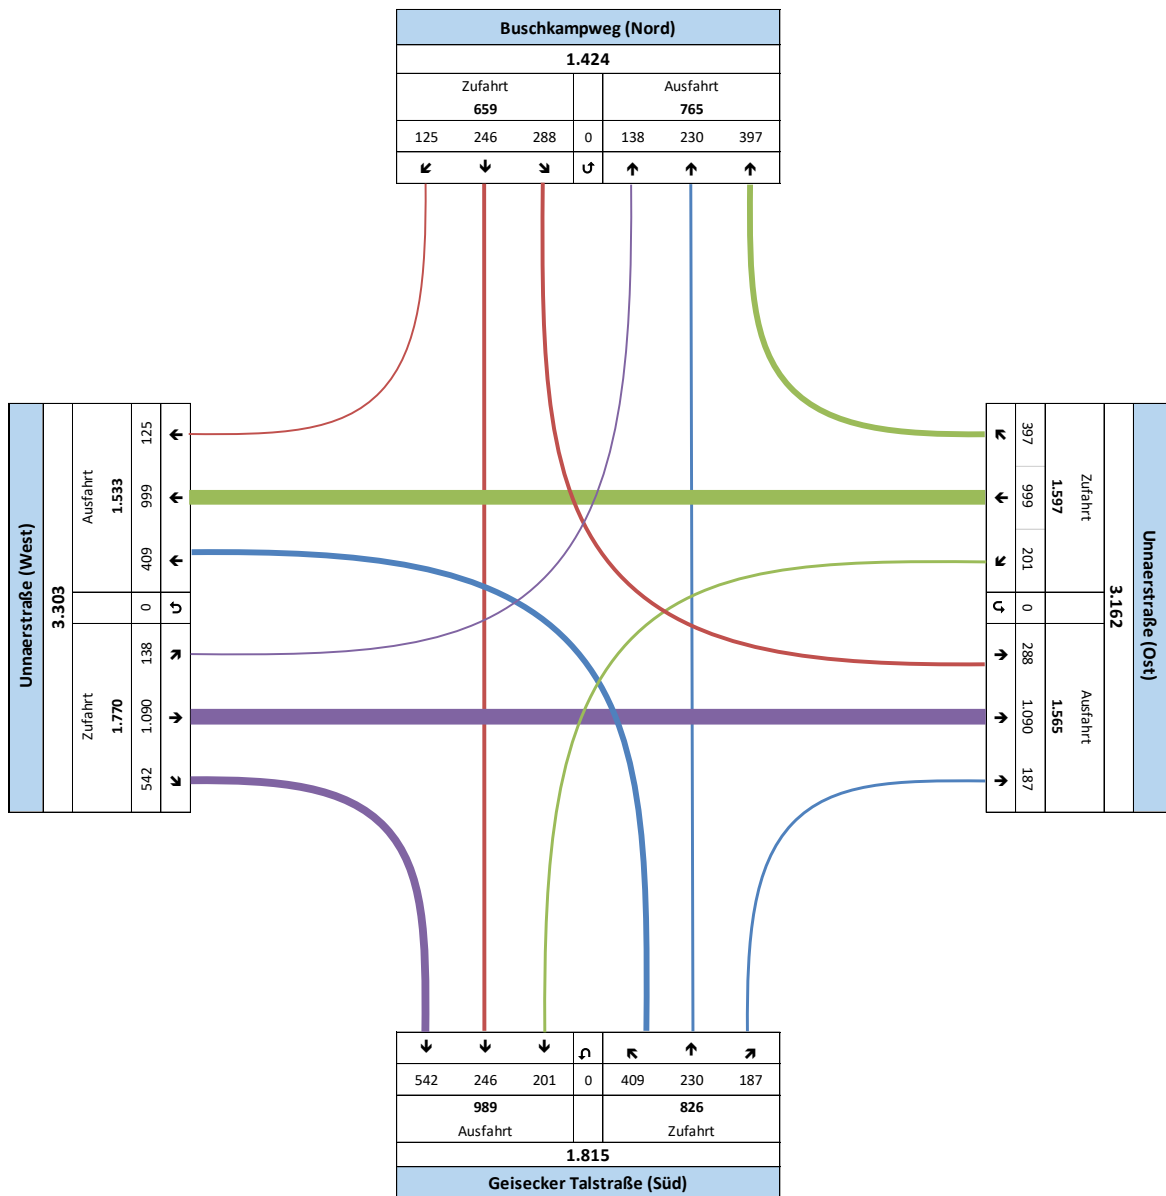 Buschkampweg (Nord)
1.424
Zufahrt Ausfahrt
659 765
125 246 288 0 138 230 397
Unnaerstraße (West)
3.303
Ausfahrt
1.533
125
999
409
0
Zufahrt
1.770
138
1.090
542
397
999
201
Zufahrt
1.597
0
288
1.090
187
Ausfahrt
1.565
3.162
Unnaerstraße (Ost)
542 246 201 0 409 230 187
989 826
Ausfahrt Zufahrt
1.815
Geisecker Talstraße (Süd)